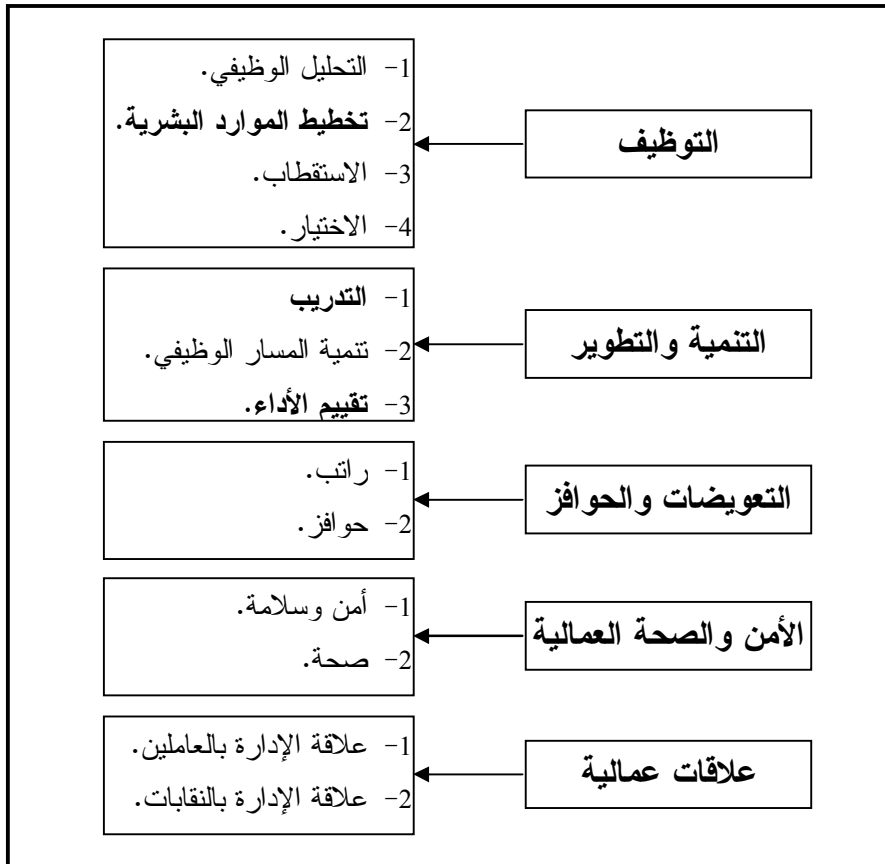 التوظيف
1- التحليل الوظيفي.
2- تخطيط الموارد البشرية.
3- الاستقطاب.
4- الاختيار.
التنمية والتطوير
1- التدريب
2- تنمية المسار الوظيفي.
3- تقييم الأداء.
التعويضات والحوافز
1- راتب.
2- حوافز.
الأمن والصحة العمالية
1- أمن وسلامة.
2- صحة.
علاقات عمالية
1- علاقة الإدارة بالعاملين.
2- علاقة الإدارة بالنقابات.